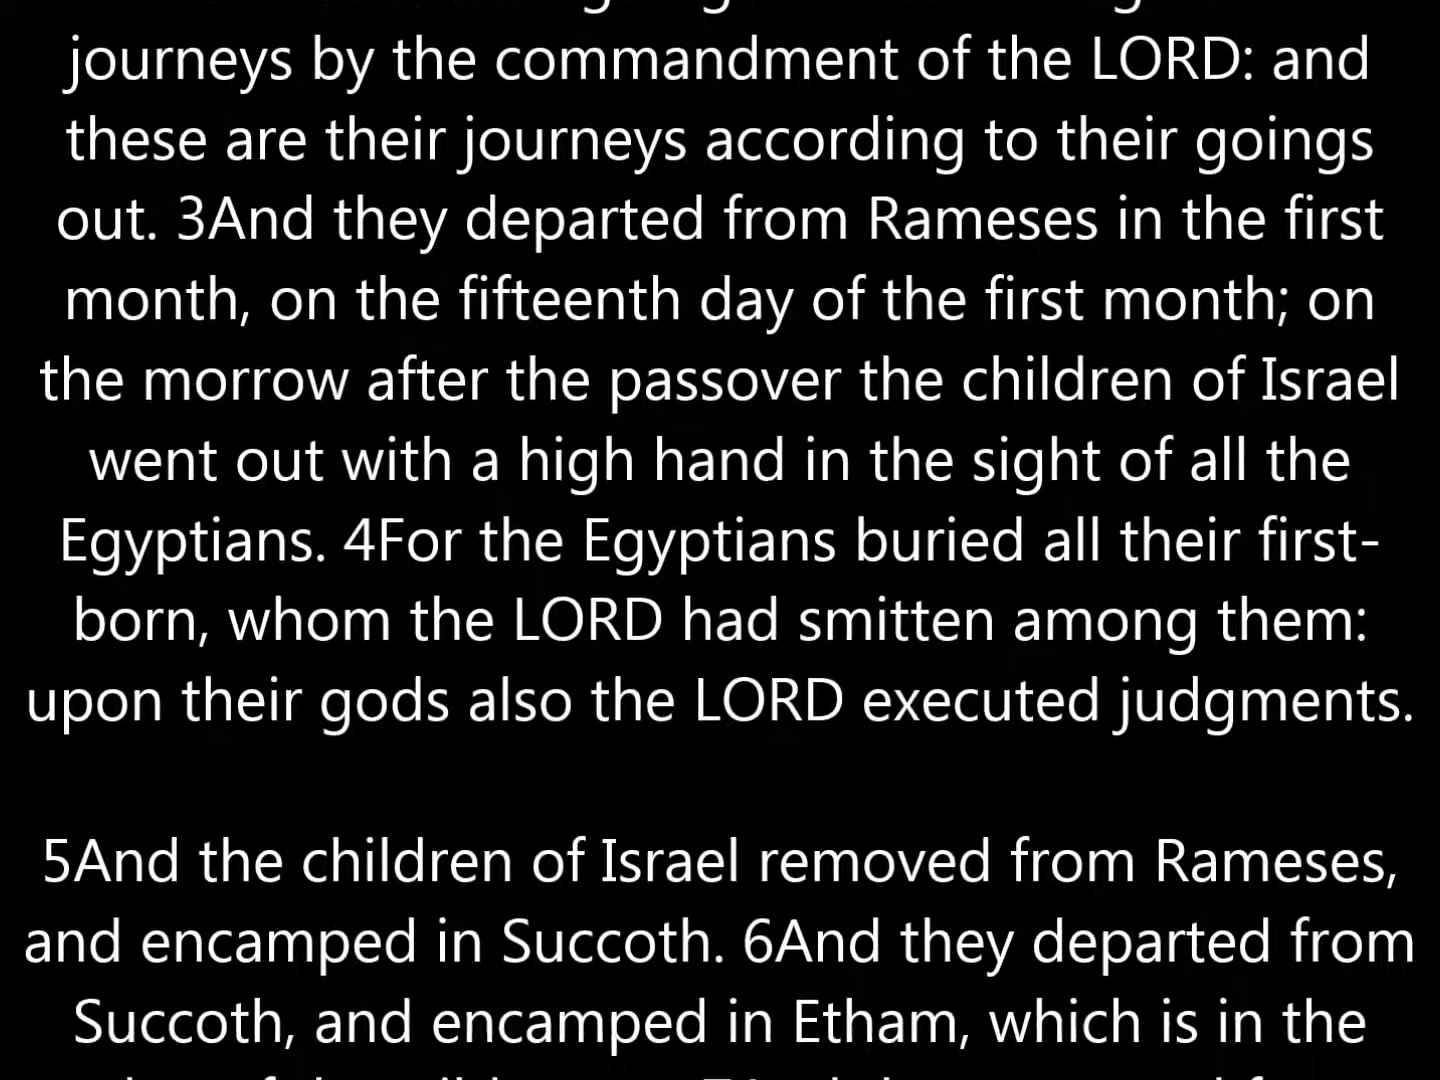 journeys by the commandment of the LORD: and
these are their journeys according to their goings
out. 3And they departed from Rameses in the first
month, on the fifteenth day of the first month; on
the morrow after the passover the children of Israel
went out with a high hand in the sight of all the
Egyptians. 4For the Egyptians buried all their first-
born, whom the LORD had smitten among them:
upon their gods also the LORD executed judgments.
5And the children of Israel removed from Rameses,
and encamped in Succoth. 6And they departed from
Succoth, and encamped in Etham, which is in the